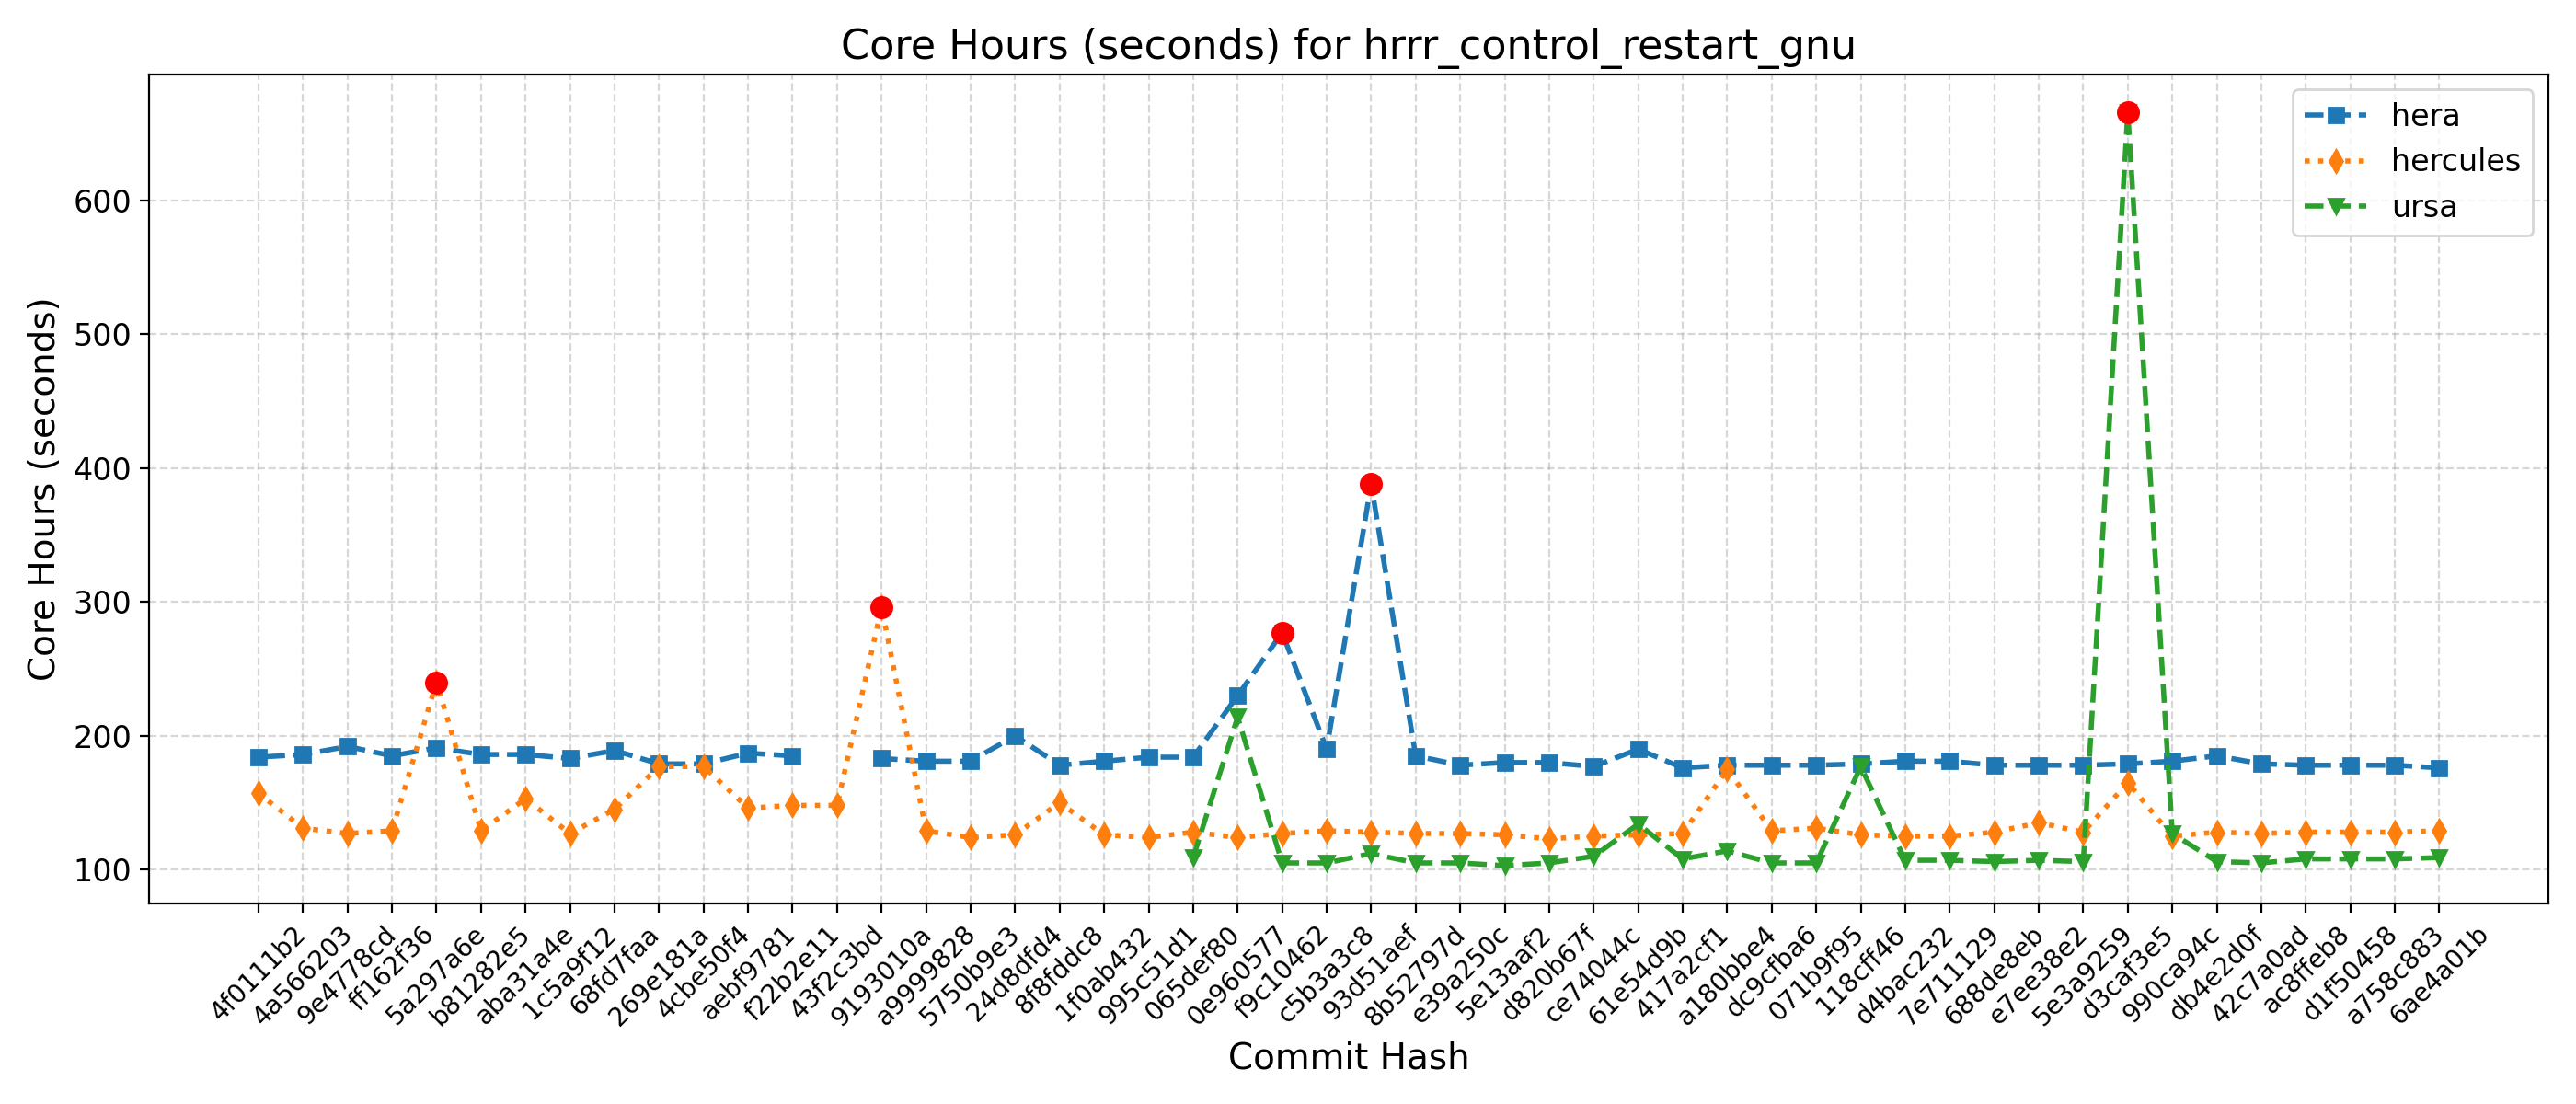 Core Hours (seconds) for hrrr_control_restart_gnu
hera
hercules
ursa
Core Hours (seconds)
600
500
400
300
200
100
4f0111b2
4a566203
9e4778cd
ff162f36
5a297a6e
b81282e5
aba31a4e
1c5a9f12
68fd7faa
269e181a
4cbe50f4
aebf9781
f22b2e11
43f2c3bd
9193010a
a9999828
5750b9e3
24d8dfd4
8f8fddc8
1f0ab432
995c51d1
065def80
0e960577
f9c10462
c5b3a3c8
93d51aef
8b52797d
e39a250c
5e13aaf2
d820b67f
ce74044c
61e54d9b
417a2cf1
a180bbe4
dc9cfba6
071b9f95
118cff46
d4bac232
7e711129
688de8eb
e7ee38e2
5e3a9259
d3caf3e5
990ca94c
db4e2d0f
42c7a0ad
ac8ffeb8
d1f50458
a758c883
6ae4a01b
Commit Hash